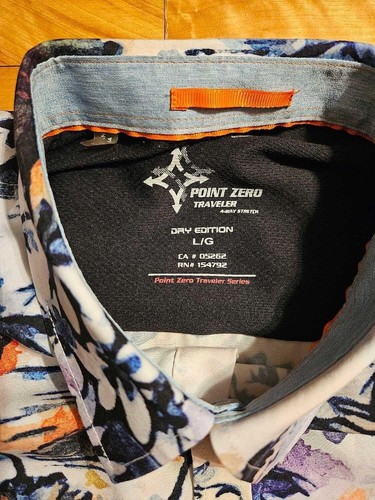 POINT ZERO
TRAVELER
4-WAY STRETCH
DRY EDITION
L/G
CA # 05262
RN# 154792
Point Zero Traveler Series